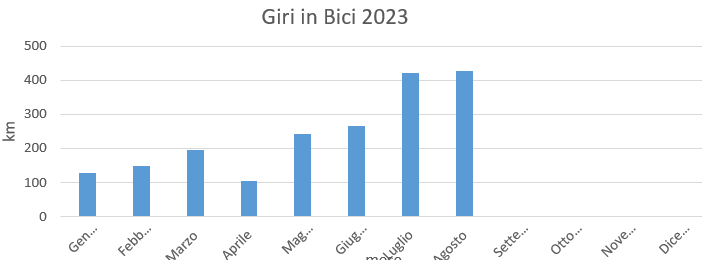 Giri in Bici 2023
500
400
300
200
100
0
km
Gen...
Febb...
Marzo
Aprile
Mag...
Giug...
Luglio
Agosto
Sette...
Otto...
Nove...
Dice...